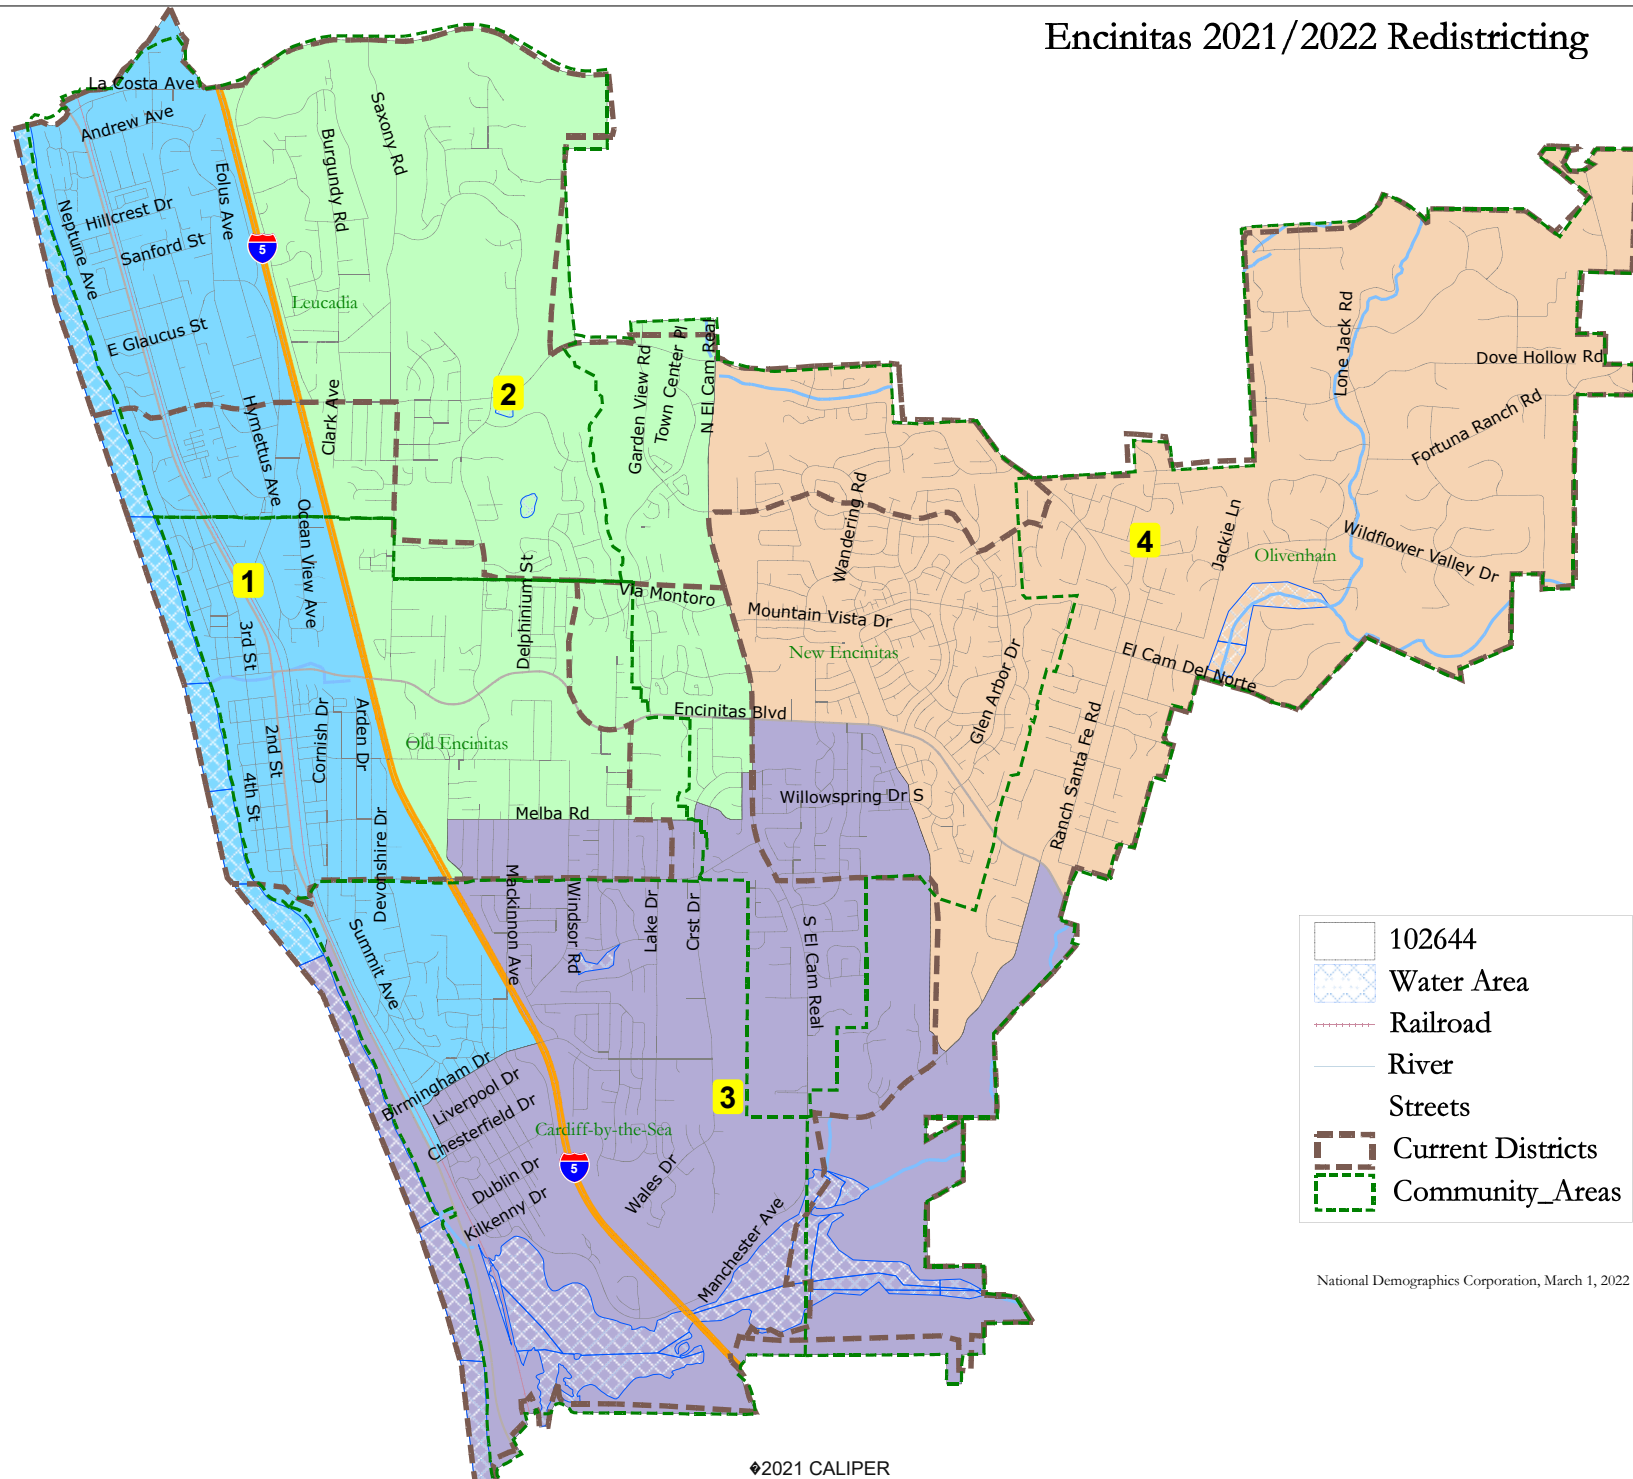 Encinitas 2021/2022 Redistricting
La Costa Ave
Andrew Ave
Saxony Rd
Burgundy Rd
Eolus Ave
Neptune Ave
Hillcrest Dr
Sanford St
5
Leucadia
E Glaucus St
Clark Ave
Hymettus Ave
2
Garden View Rd
Town Center Pl
N El Cam Real
Lone Jack Rd
Dove Hollow Rd
Fortuna Ranch Rd
Wandering Rd
Jackie Ln
4
Olivenhain
Wildflower Valley Dr
Ocean View Ave
1
3rd St
Delphinium St
Via Montoro
Mountain Vista Dr
New Encinitas
Glen Arbor Dr
El Cam Del Norte
Ranch Santa Fe Rd
2nd St
4th St
Cornish Dr
Arden Dr
Old Encinitas
Encinitas Blvd
Willowspring Dr S
Melba Rd
Devonshire Dr
Mackinnon Ave
Windsor Rd
Lake Dr
Crst Dr
S El Cam Real
Summit Ave
Birmingham Dr
Liverpool Dr
Chesterfield Dr
3
Cardiff-by-the-Sea
5
Dublin Dr
Kilkenny Dr
Wales Dr
Manchester Ave
102644
Water Area
Railroad
River
Streets
Current Districts
Community_Areas
National Demographics Corporation, March 1, 2022
�2021 CALIPER